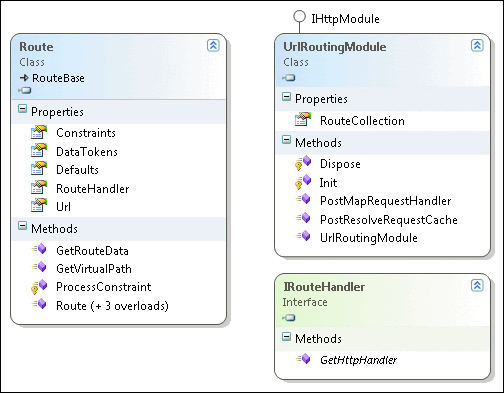 Route
Class
RouteBase
Properties
Constraints
DataTokens
Defaults
RouteHandler
Url
Methods
GetRouteData
GetVirtualPath
ProcessConstraint
Route (+ 3 overloads)
IHttpModule
UrlRoutingModule
Class
Properties
RouteCollection
Methods
Dispose
Init
PostMapRequestHandler
PostResolveRequestCache
UrlRoutingModule
IRouteHandler
Interface
Methods
GetHttpHandler